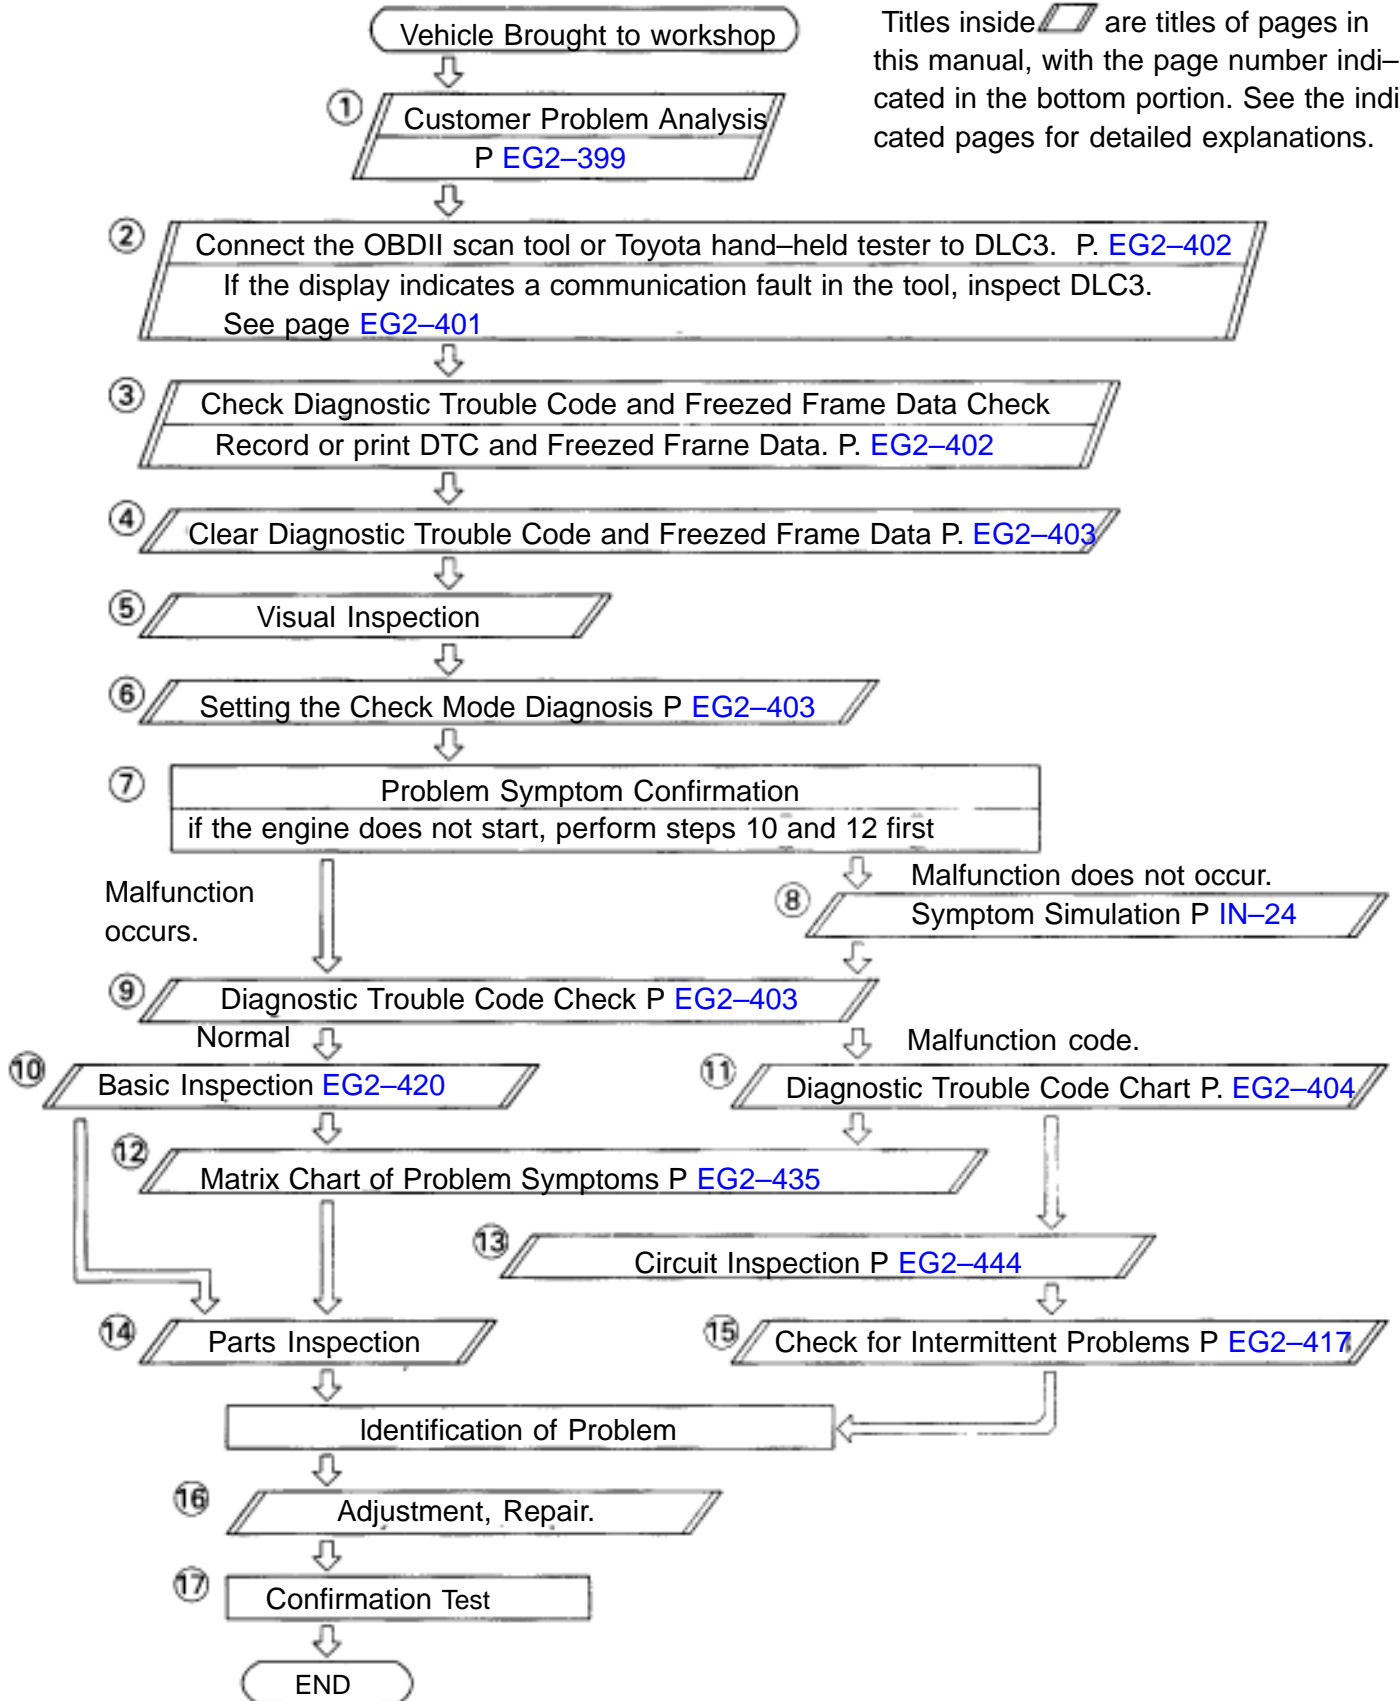 Vehicle Brought to workshop
Titles inside are titles of pages in
this manual, with the page number indi–
cated in the bottom portion. See the indi
cated pages for detailed explanations.
1
Customer Problem Analysis
P EG2–399
2
Connect the OBDII scan tool or Toyota hand–held tester to DLC3. P. EG2–402
If the display indicates a communication fault in the tool, inspect DLC3.
See page EG2–401
3
Check Diagnostic Trouble Code and Freezed Frame Data Check
Record or print DTC and Freezed Frarne Data. P. EG2–402
4
Clear Diagnostic Trouble Code and Freezed Frame Data P. EG2–403
5
Visual Inspection
6
Setting the Check Mode Diagnosis P EG2–403
7
Problem Symptom Confirmation
if the engine does not start, perform steps 10 and 12 first
Malfunction
occurs.
Malfunction does not occur.
8
Symptom Simulation P IN–24
9
Diagnostic Trouble Code Check P EG2–403
Normal
Malfunction code.
10
Basic Inspection EG2–420
11
Diagnostic Trouble Code Chart P. EG2–404
12
Matrix Chart of Problem Symptoms P EG2–435
13
Circuit Inspection P EG2–444
14
Parts Inspection
15
Check for Intermittent Problems P EG2–417
Identification of Problem
16
Adjustment, Repair.
17
Confirmation Test
END